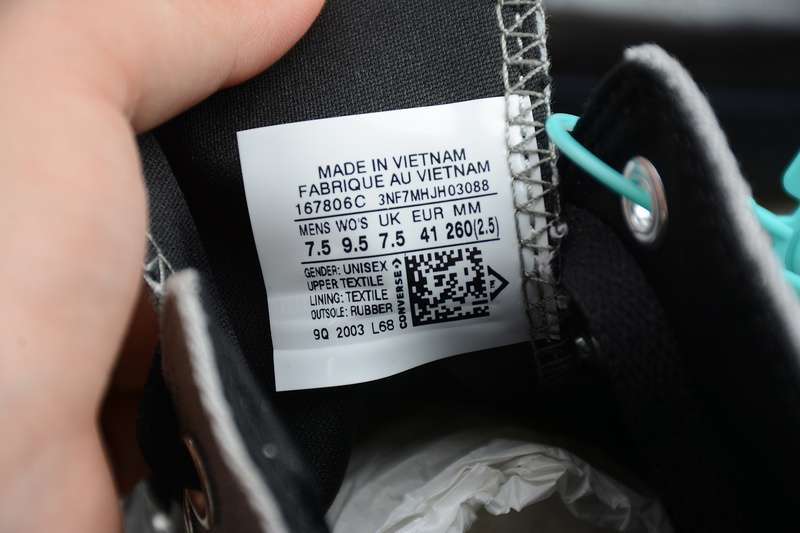 MADE IN VIETNAM
FABRIQUE AU VIETNAM
167806C 3NF7MHJH03088
MENS WO'S UK EUR MM
7.5 9.5 7.5 41 260(2.5)
GENDER: UNISEX
UPPER TEXTILE
LINING: TEXTILE
OUTSOLE: RUBBER
CONVERSE
9Q 2003 L68